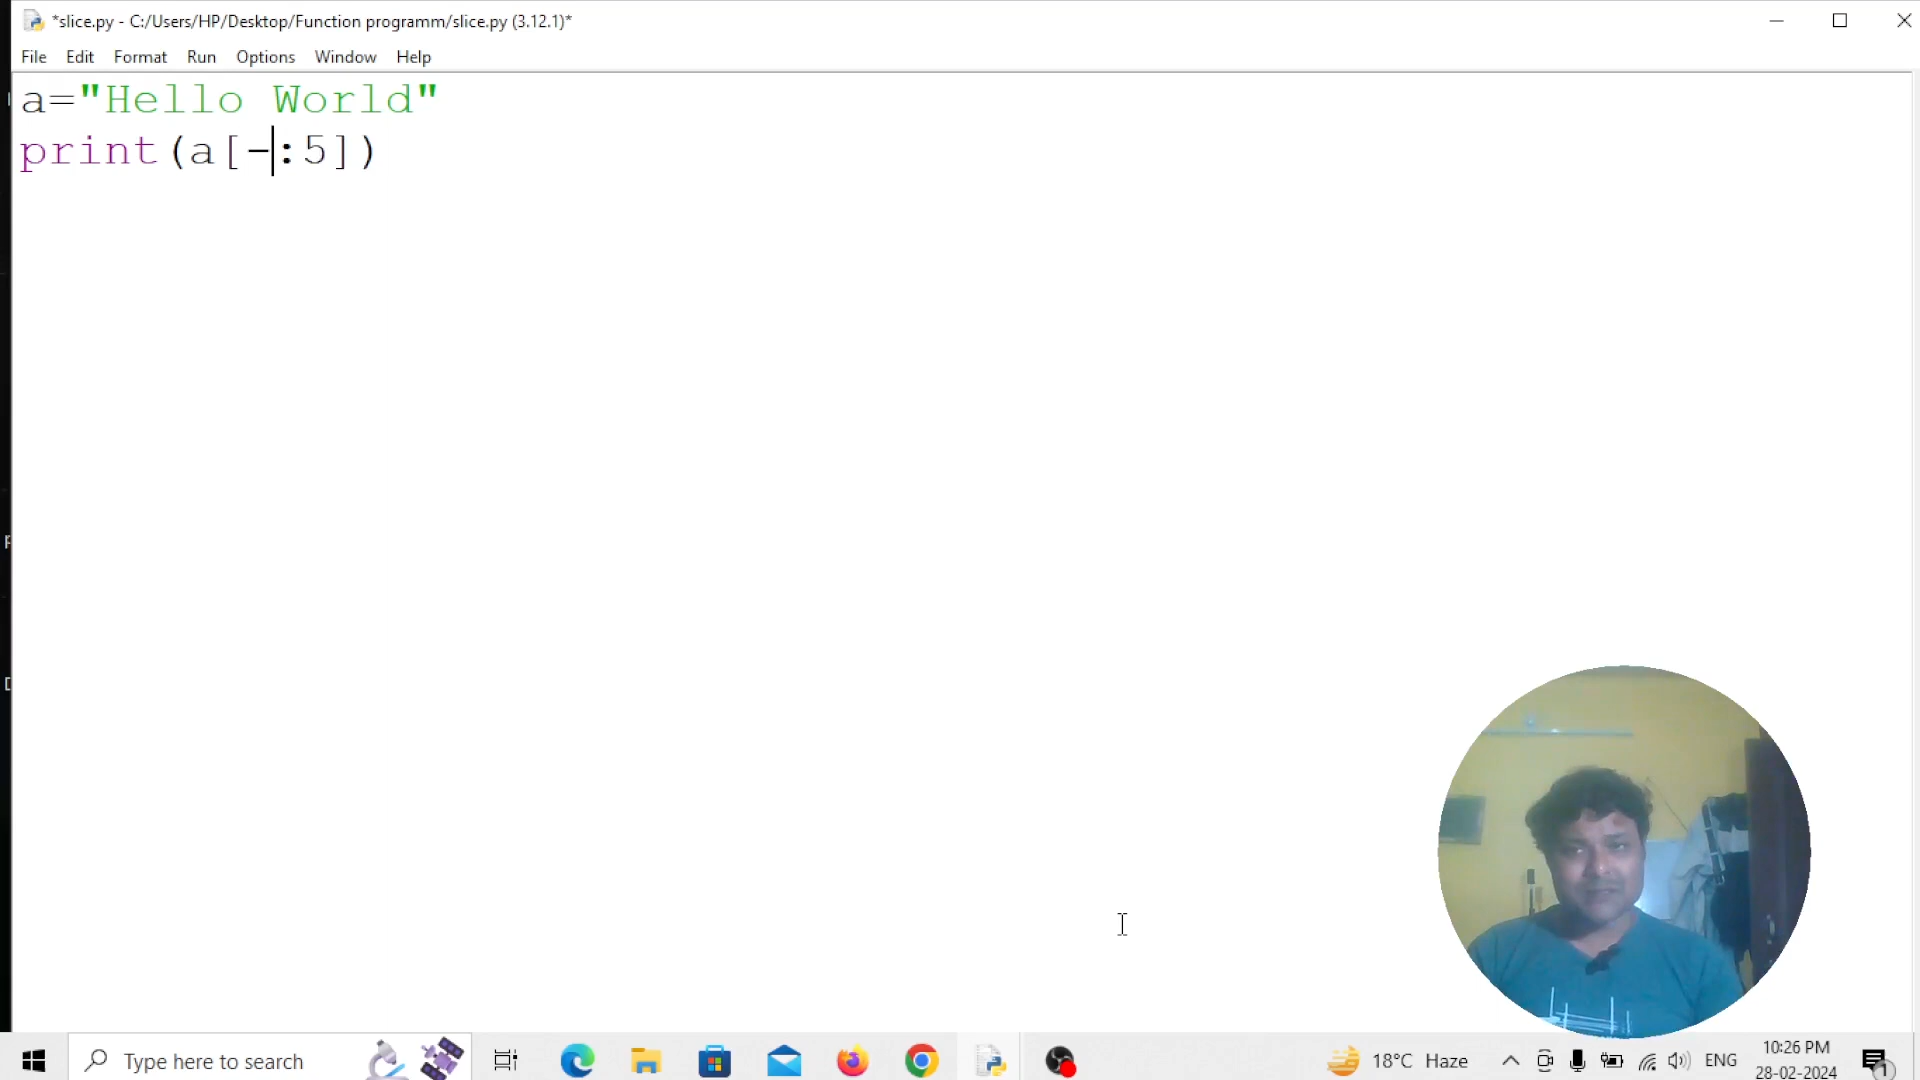 *slice.py - C:/Users/HP/Desktop/Function programm/slice.py (3.12.1)*
File Edit Format Run Options Window Help
a="Hello World"
print(a[-:5])
Type here to search
18°C Haze
ENG
10:26 PM
28-02-2024
1